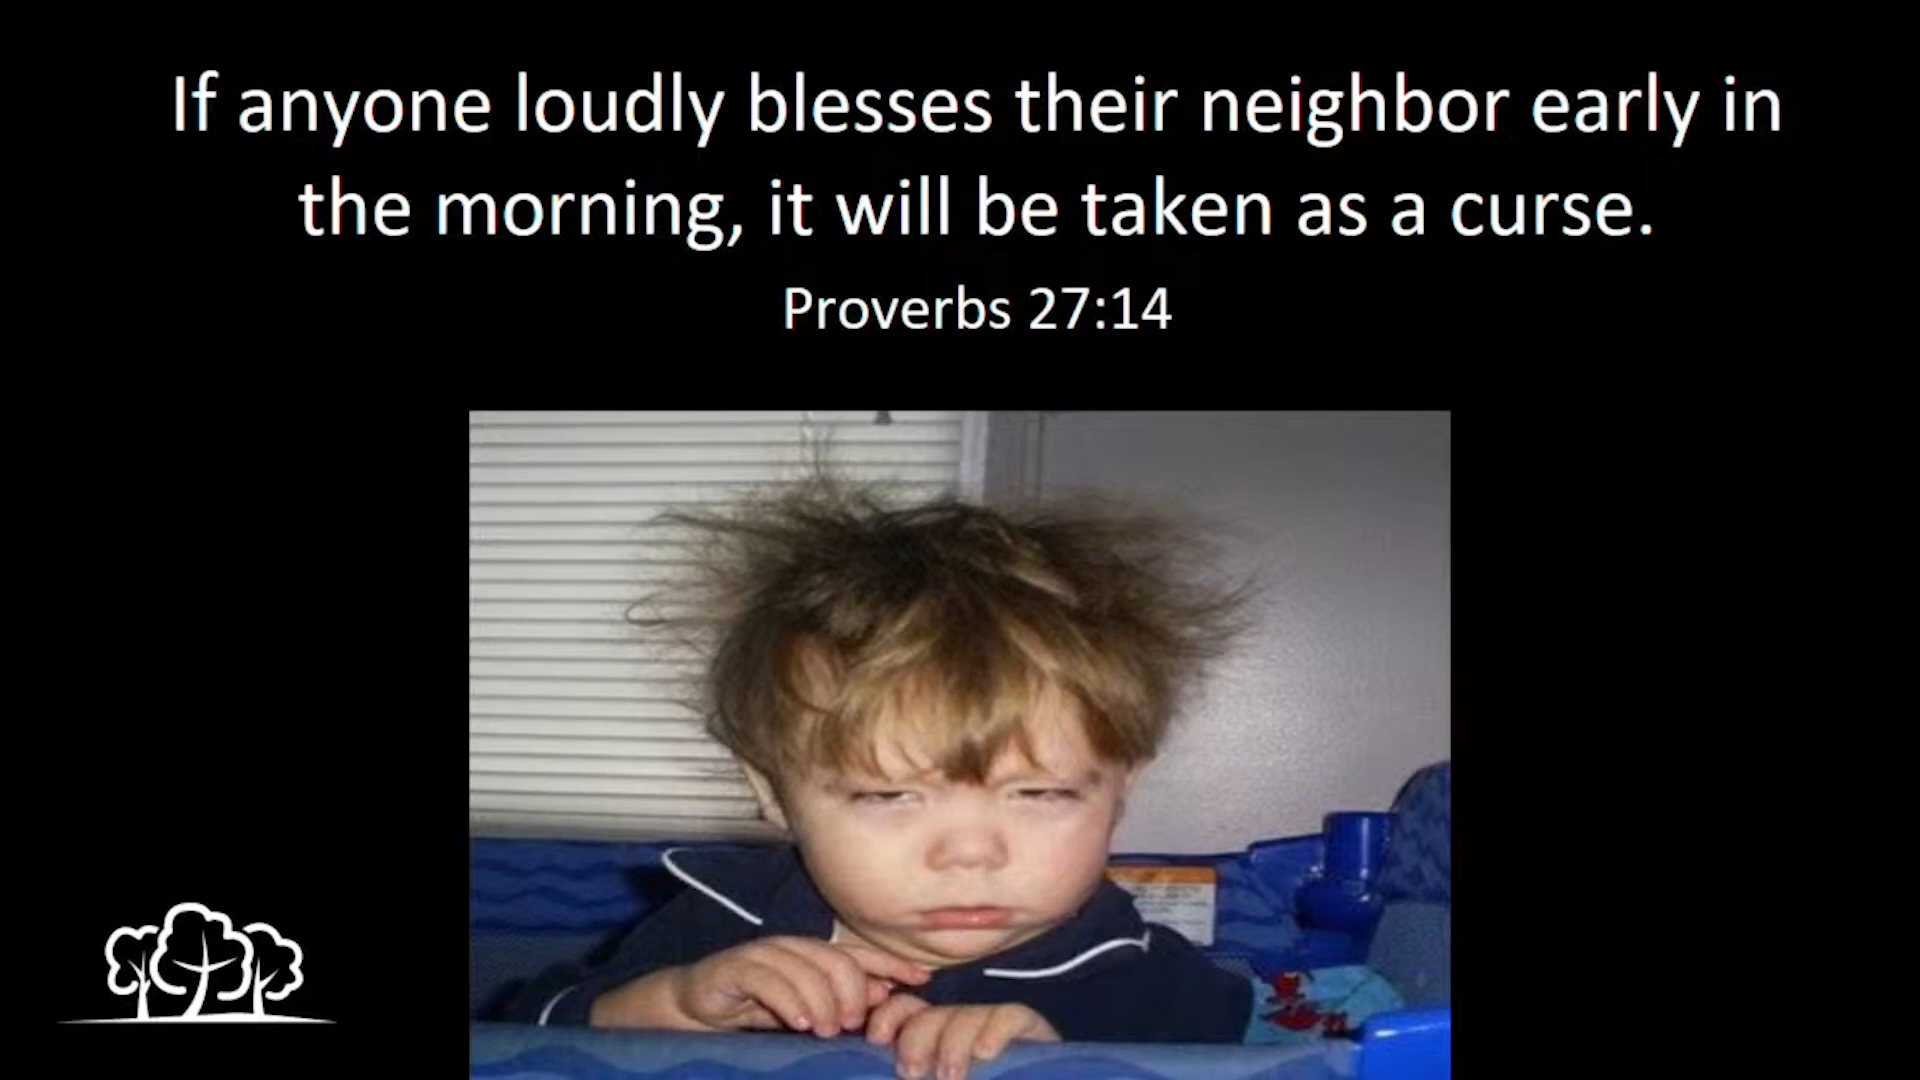 If anyone loudly blesses their neighbor early in
the morning, it will be taken as a curse.
Proverbs 27:14